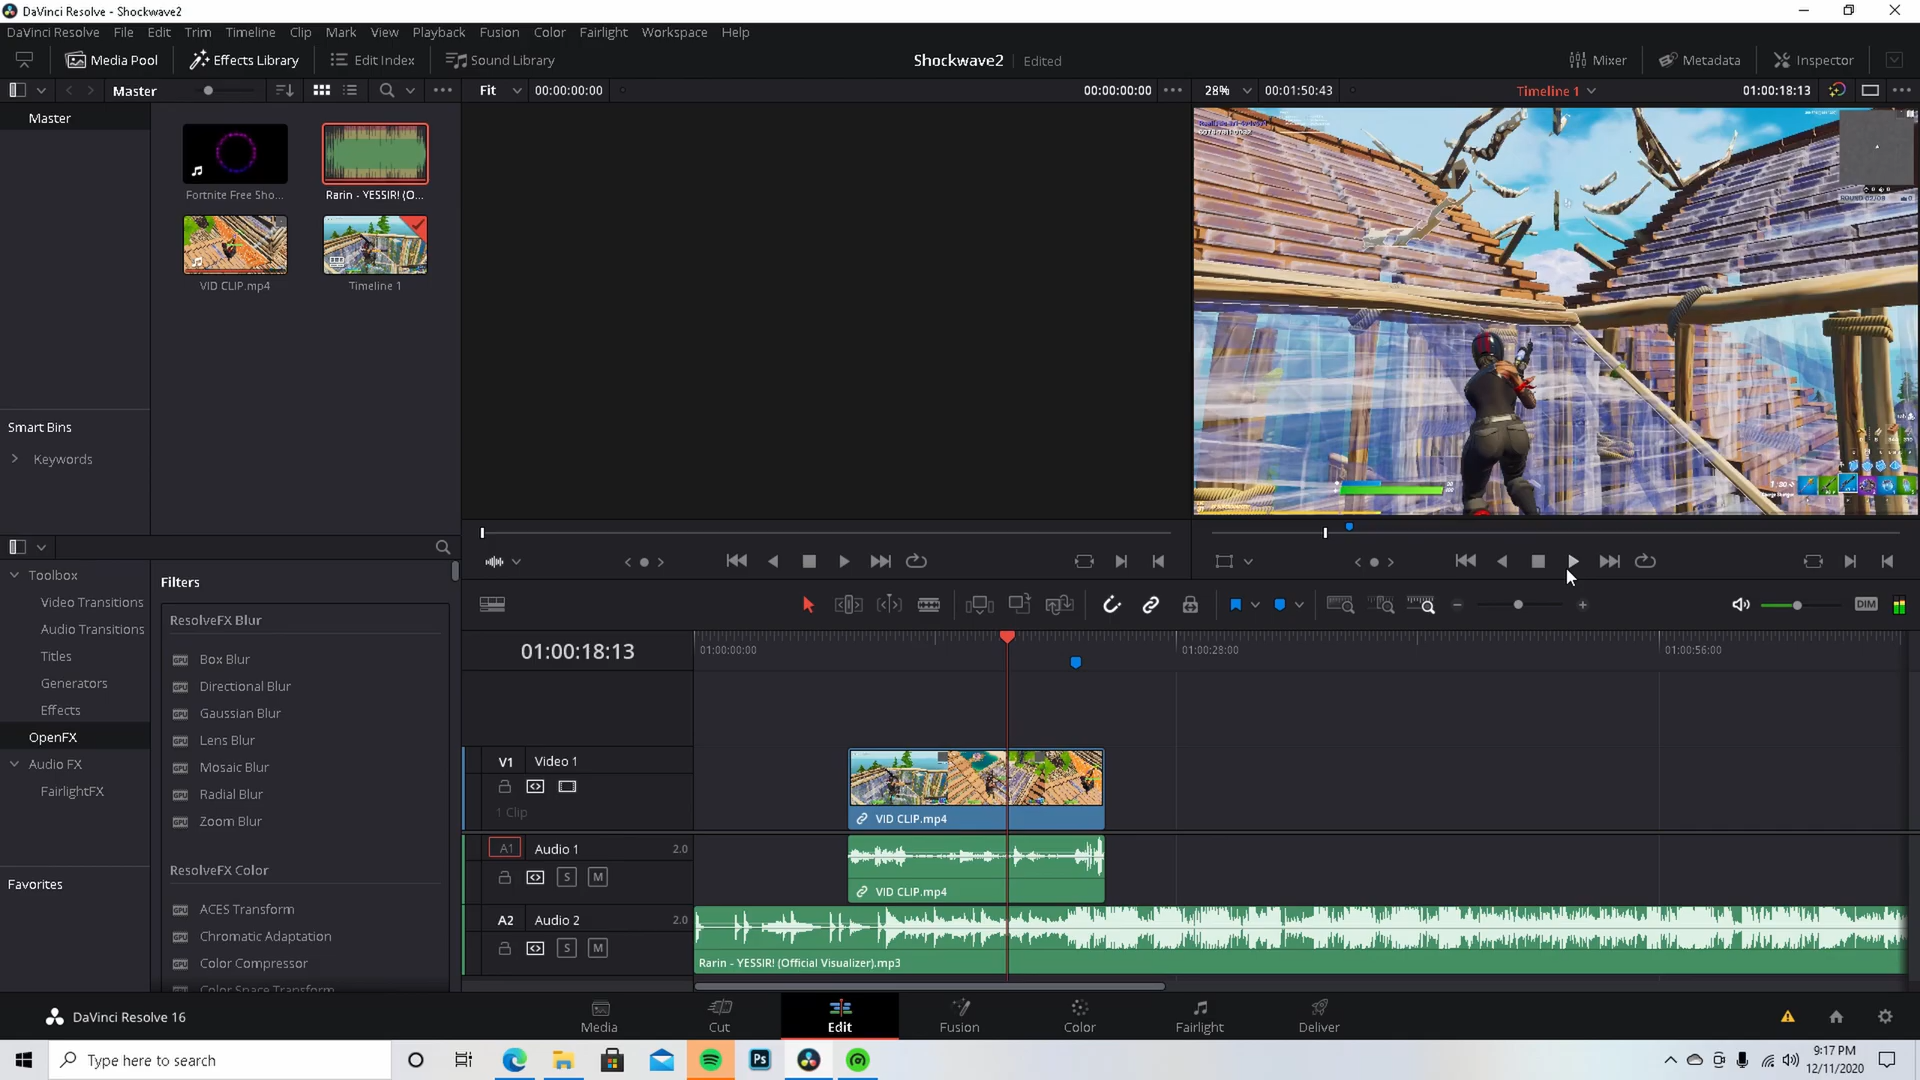 DaVinci Resolve - Shockwave2
DaVinci Resolve File Edit Trim Timeline Clip Mark View Playback Fusion Color Fairlight Workspace Help
Media Pool Effects Library Edit Index Sound Library Shockwave2 Edited Mixer Metadata Inspector
Master Fit 00:00:00:00 00:00:00:00 28% 00:01:50:43 Timeline 1 01:00:18:13
Master
Fortnite Free Sho...
Rarin - YESSIR! (O...
VID CLIP.mp4
Timeline 1
Smart Bins
Keywords
Toolbox
Video Transitions
Audio Transitions
Titles
Generators
Effects
OpenFX
Audio FX
FairlightFX
Favorites
Filters
ResolveFX Blur
Box Blur
Directional Blur
Gaussian Blur
Lens Blur
Mosaic Blur
Radial Blur
Zoom Blur
ResolveFX Color
ACES Transform
Chromatic Adaptation
Color Compressor
Color Space Transform
DIM
01:00:18:13
01:00:00:00 01:00:28:00 01:00:56:00
V1 Video 1
1 Clip
VID CLIP.mp4
A1 Audio 1 2.0
S M
VID CLIP.mp4
A2 Audio 2 2.0
S M
Rarin - YESSIR! (Official Visualizer).mp3
DaVinci Resolve 16
Media Cut Edit Fusion Color Fairlight Deliver
Type here to search
Ps
9:17 PM
12/11/2020